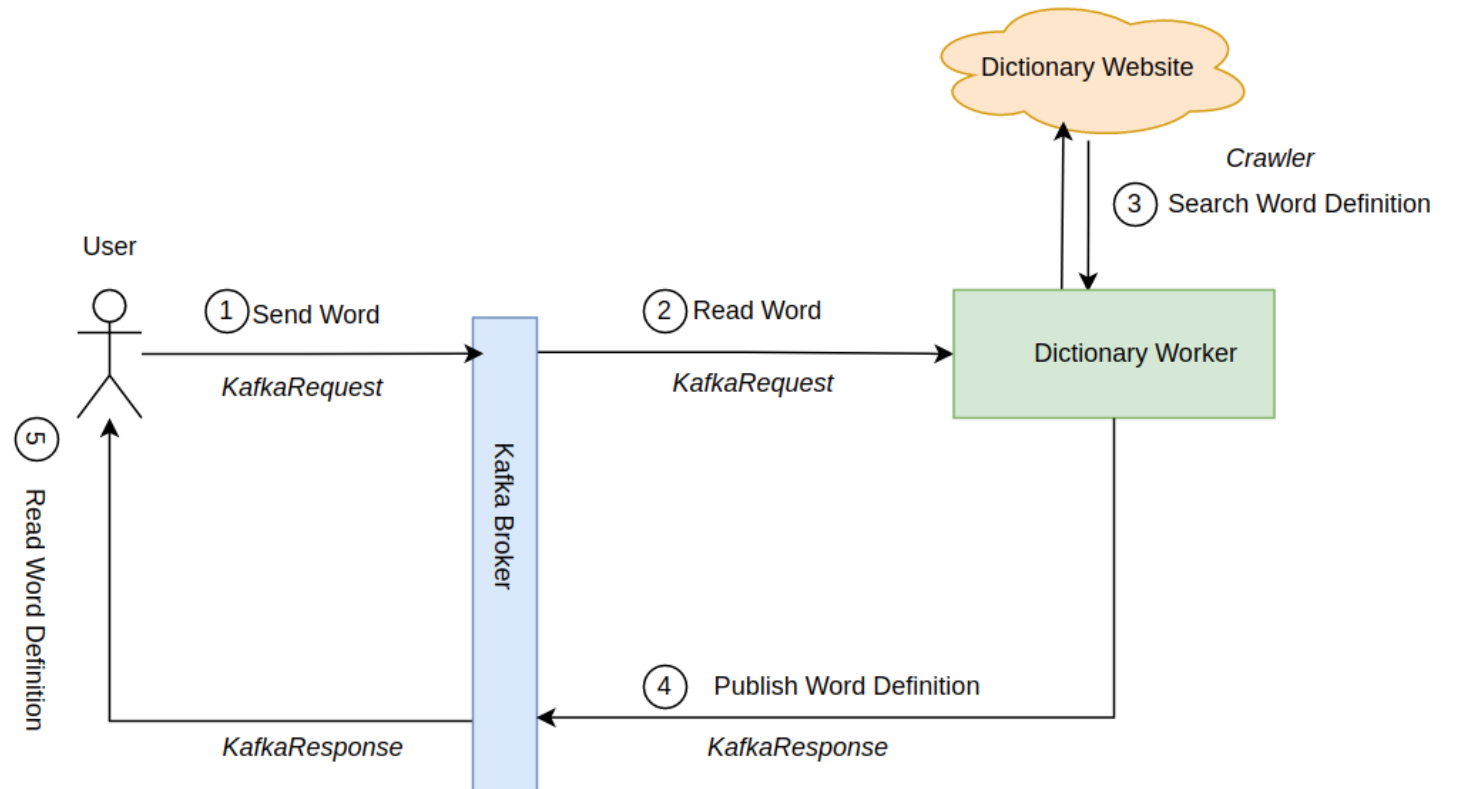 Dictionary Website
Crawler
3 Search Word Definition
User
1 Send Word
2 Read Word
Dictionary Worker
KafkaRequest
KafkaRequest
5 Read Word Definition
Kafka Broker
4 Publish Word Definition
KafkaResponse
KafkaResponse